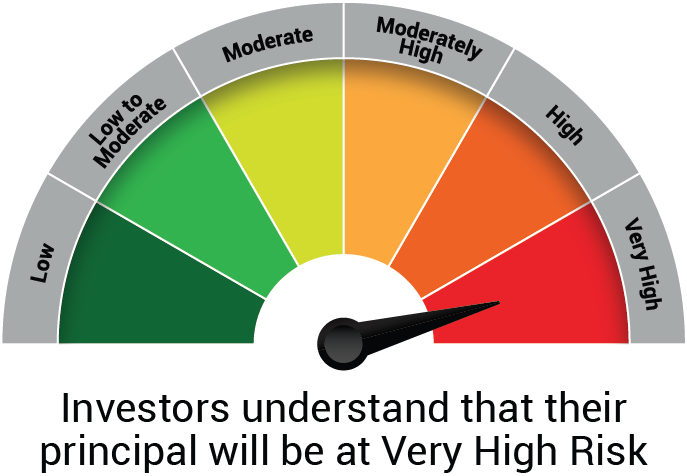 Low
Low to
Moderate
Moderate
Moderately
High
High
Very High
Investors understand that their
principal will be at Very High Risk